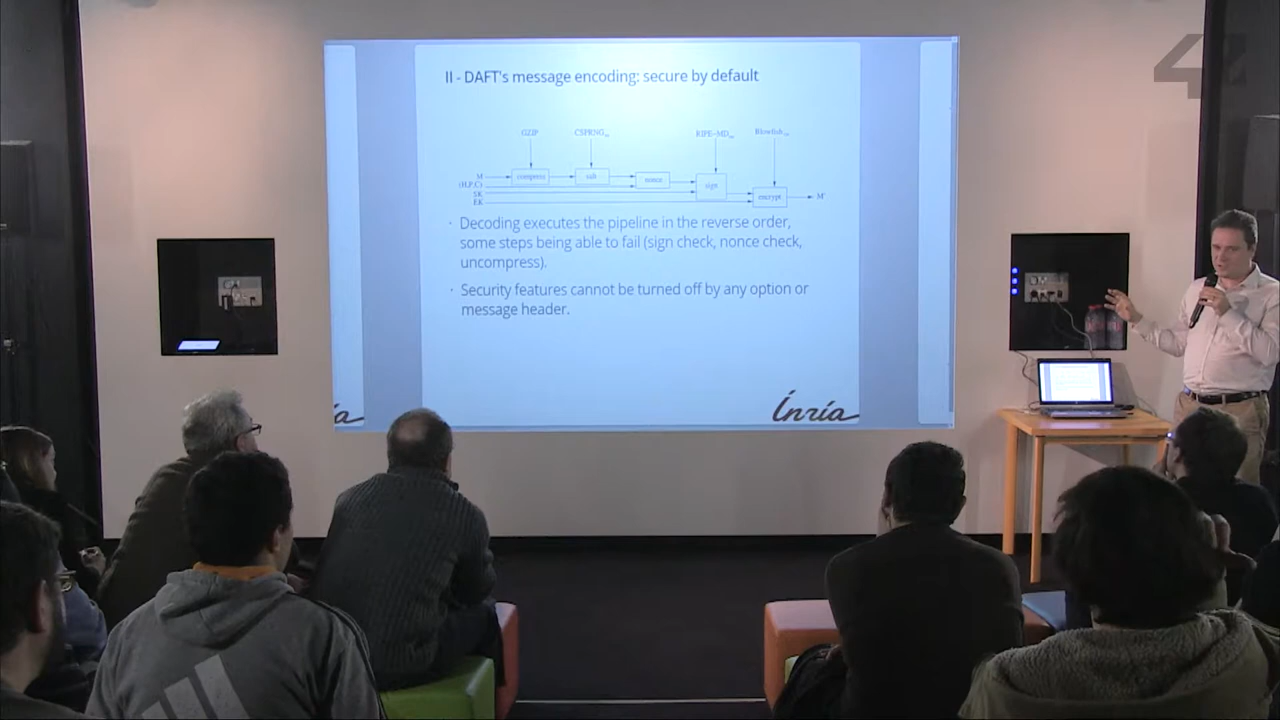 42
II - DAFT's message encoding: secure by default
GZIP
CSPRNG
RIPE-MD
Blowfish
M
compress
salt
nonce
sign
(H,P,C)
SK
EK
encrypt
M'
· Decoding executes the pipeline in the reverse order,
some steps being able to fail (sign check, nonce check,
uncompress).
· Security features cannot be turned off by any option or
message header.
ia
Inria